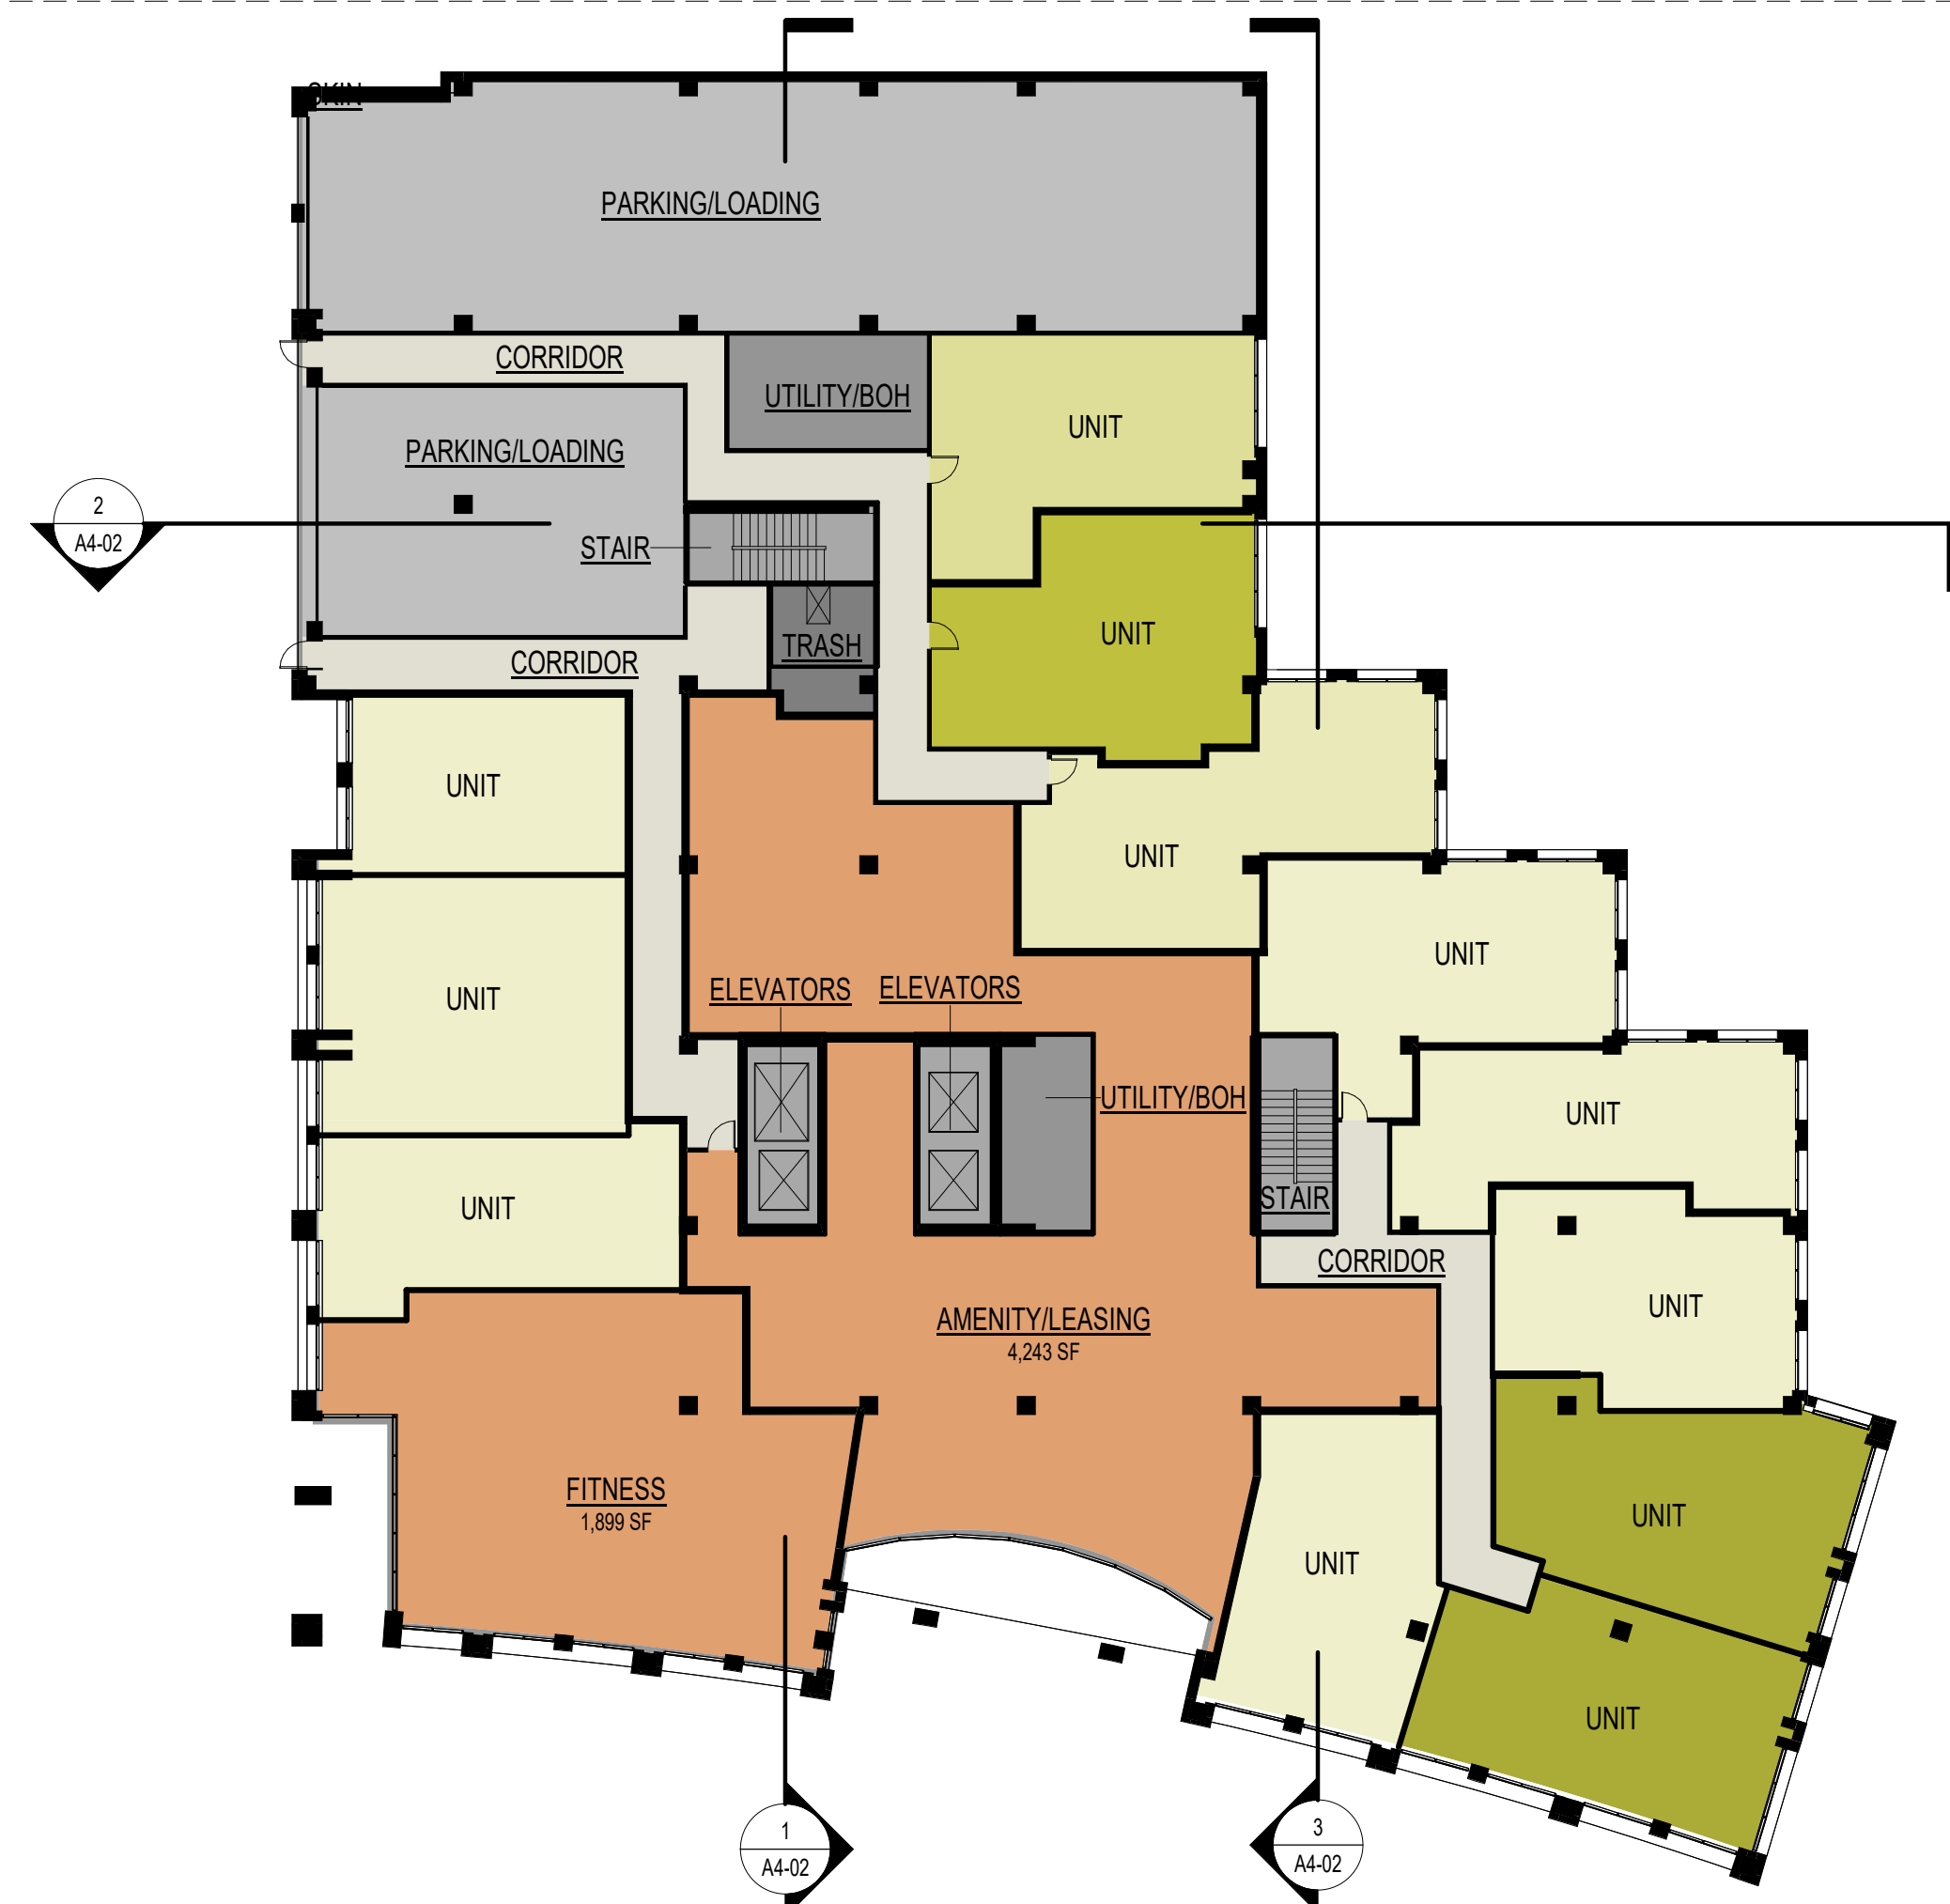 SKIN
PARKING/LOADING
CORRIDOR
UTILITY/BOH
UNIT
PARKING/LOADING
2
A4-02
STAIR
UNIT
TRASH
CORRIDOR
UNIT
UNIT
UNIT
UNIT
ELEVATORS
ELEVATORS
UTILITY/BOH
UNIT
UNIT
STAIR
CORRIDOR
UNIT
AMENITY/LEASING
4,243 SF
FITNESS
1,899 SF
UNIT
UNIT
UNIT
1
A4-02
3
A4-02